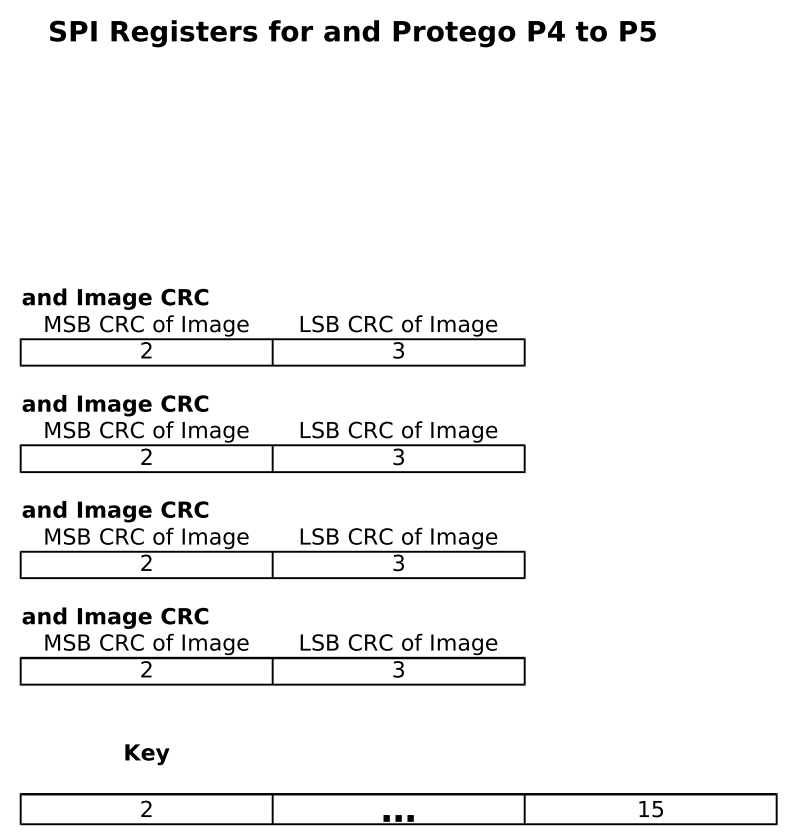 SPI Registers for and Protego P4 to P5
and Image CRC
MSB CRC of Image LSB CRC of Image
2 3
and Image CRC
MSB CRC of Image LSB CRC of Image
2 3
and Image CRC
MSB CRC of Image LSB CRC of Image
2 3
and Image CRC
MSB CRC of Image LSB CRC of Image
2 3
Key
2 ... 15